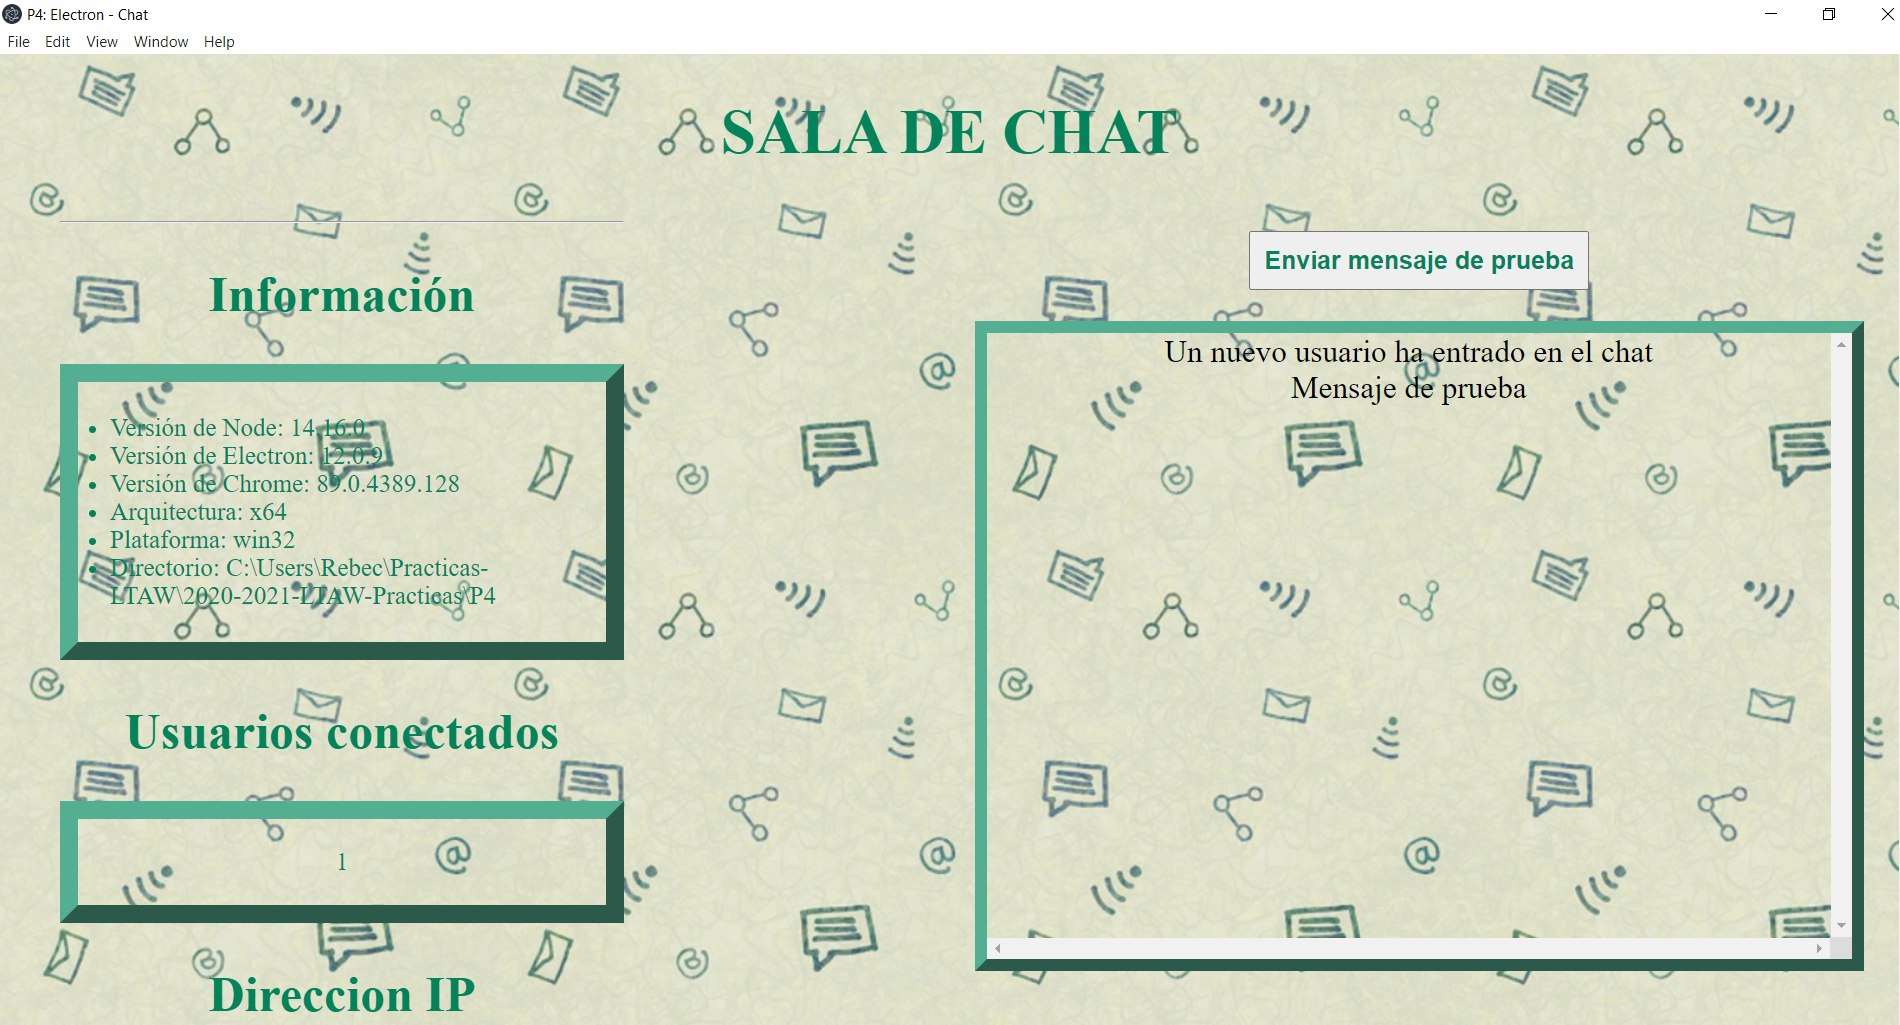 P4: Electron - Chat
File Edit View Window Help
SALA DE CHAT
Información
Versión de Node: 14.16.0
Versión de Electron: 12.0.9
Versión de Chrome: 89.0.4389.128
Arquitectura: x64
Plataforma: win32
Directorio: C:\Users\Rebec\Practicas-
LTAW\2020-2021-LTAW-Practicas\P4
Usuarios conectados
1
Direccion IP
Enviar mensaje de prueba
Un nuevo usuario ha entrado en el chat
Mensaje de prueba